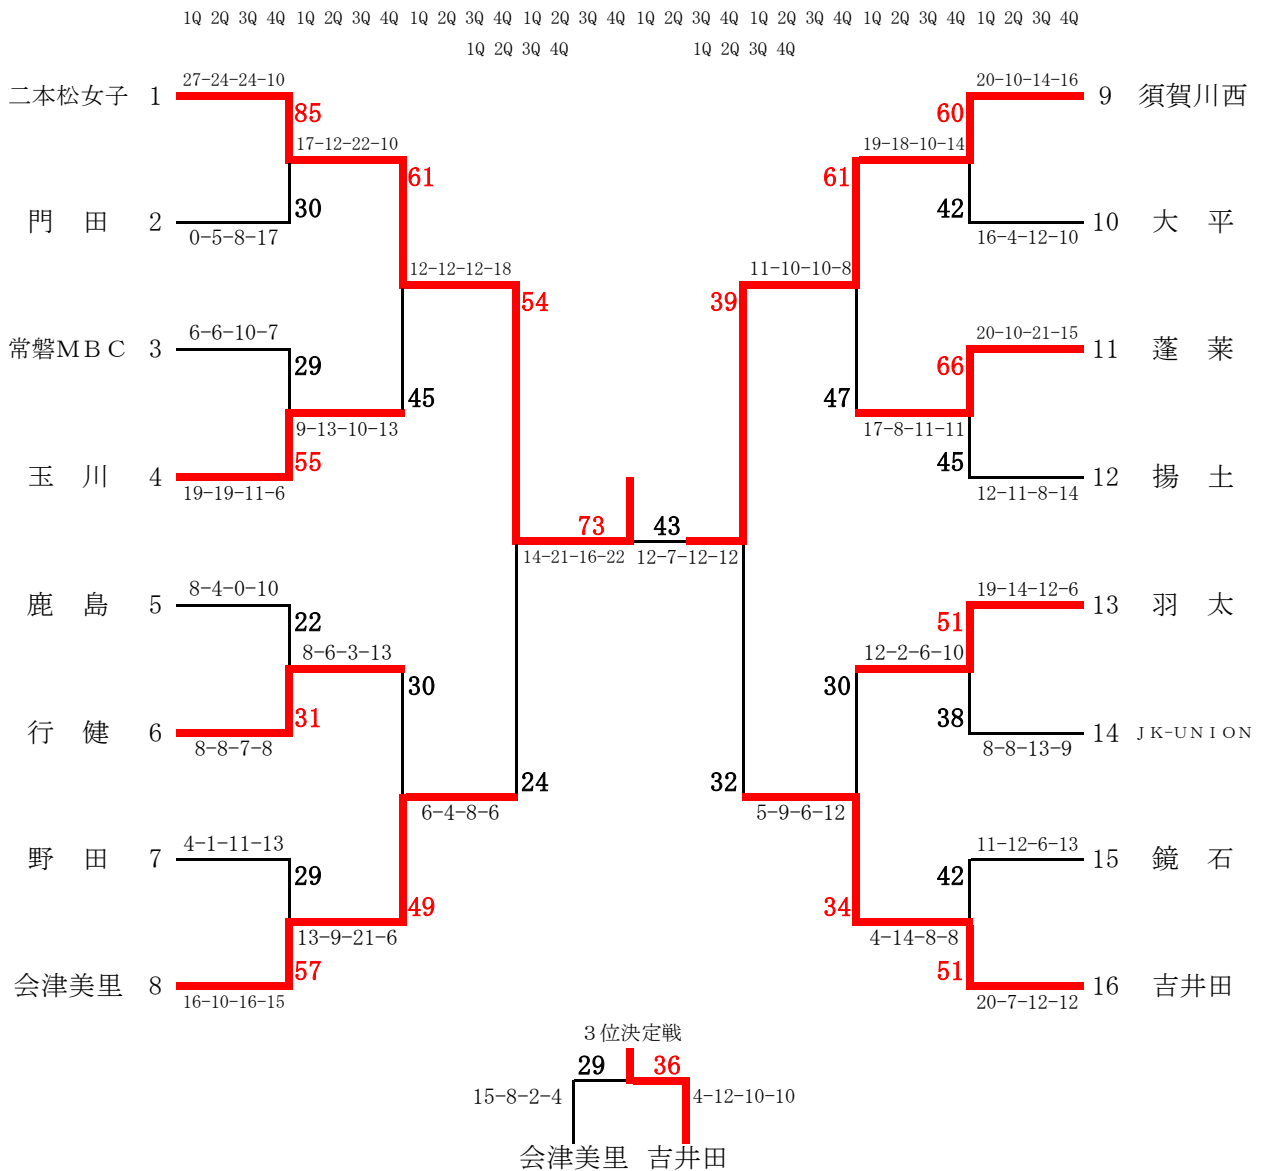 1Q 2Q 3Q 4Q 1Q 2Q 3Q 4Q 1Q 2Q 3Q 4Q 1Q 2Q 3Q 4Q 1Q 2Q 3Q 4Q 1Q 2Q 3Q 4Q 1Q 2Q 3Q 4Q 1Q 2Q 3Q 4Q
1Q 2Q 3Q 4Q 1Q 2Q 3Q 4Q
27-24-24-10 20-10-14-16
二本松女子 1 85 60 9 須賀川西
17-12-22-10 19-18-10-14
61 61
門 田 2 30 42 10 大 平
0-5-8-17 16-4-12-10
12-12-12-18 11-10-10-8
54 39
6-6-10-7 20-10-21-15
常磐MBC 3 29 66 11 蓬 莱
45 47
9-13-10-13 17-8-11-11
玉 川 4 55 45 12 揚 土
19-19-11-6 12-11-8-14
73 43
14-21-16-22 12-7-12-12
8-4-0-10 19-14-12-6
鹿 島 5 22 51 13 羽 太
8-6-3-13 12-2-6-10
30 30
行 健 6 31 38 14 JK-UNION
8-8-7-8 8-8-13-9
24 32
6-4-8-6 5-9-6-12
4-1-11-13 11-12-6-13
野 田 7 29 42 15 鏡 石
49 34
13-9-21-6 4-14-8-8
会津美里 8 57 51 16 吉井田
16-10-16-15 20-7-12-12
３位決定戦
29 36
15-8-2-4 4-12-10-10
会津美里 吉井田